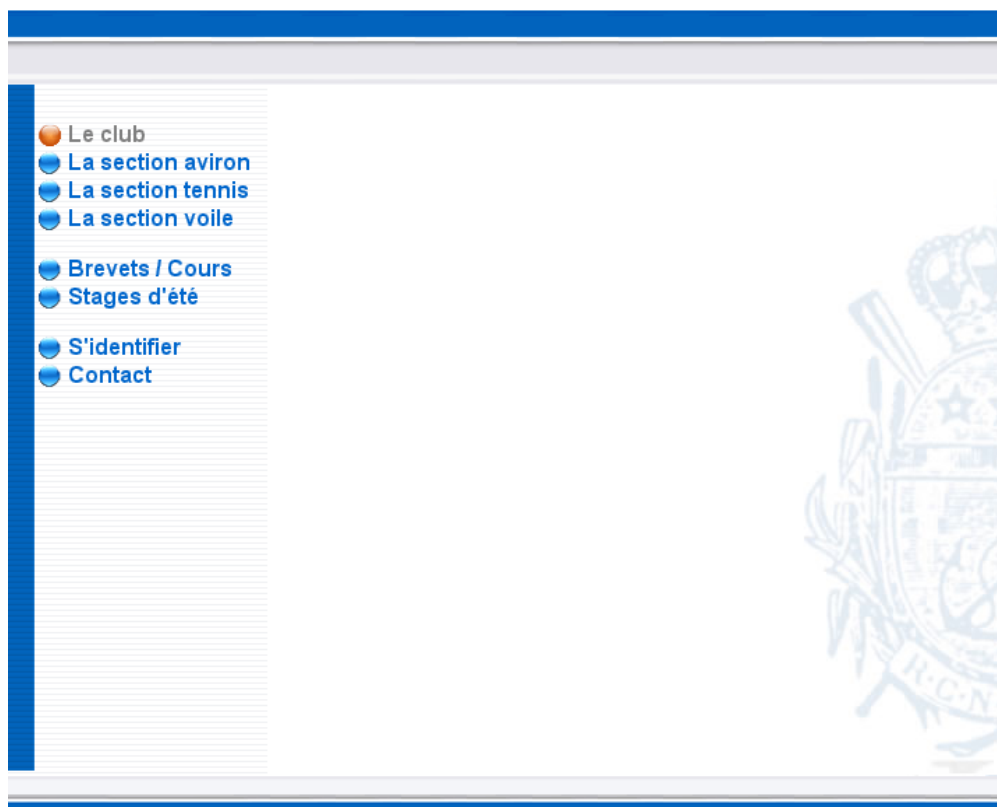 Le club
La section aviron
La section tennis
La section voile
Brevets / Cours
Stages d'été
S'identifier
Contact
R.C.N